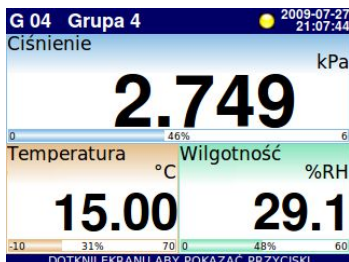 G 04 Grupa 4 2009-07-27
21:07:44
Ciśnienie
kPa
2.749
0 46% 6
Temperatura Wilgotność
°C %RH
15.00 29.1
-10 31% 70 0 48% 60
DOTKNIJ EKRANU ABY POKAZAĆ PRZYCISKI